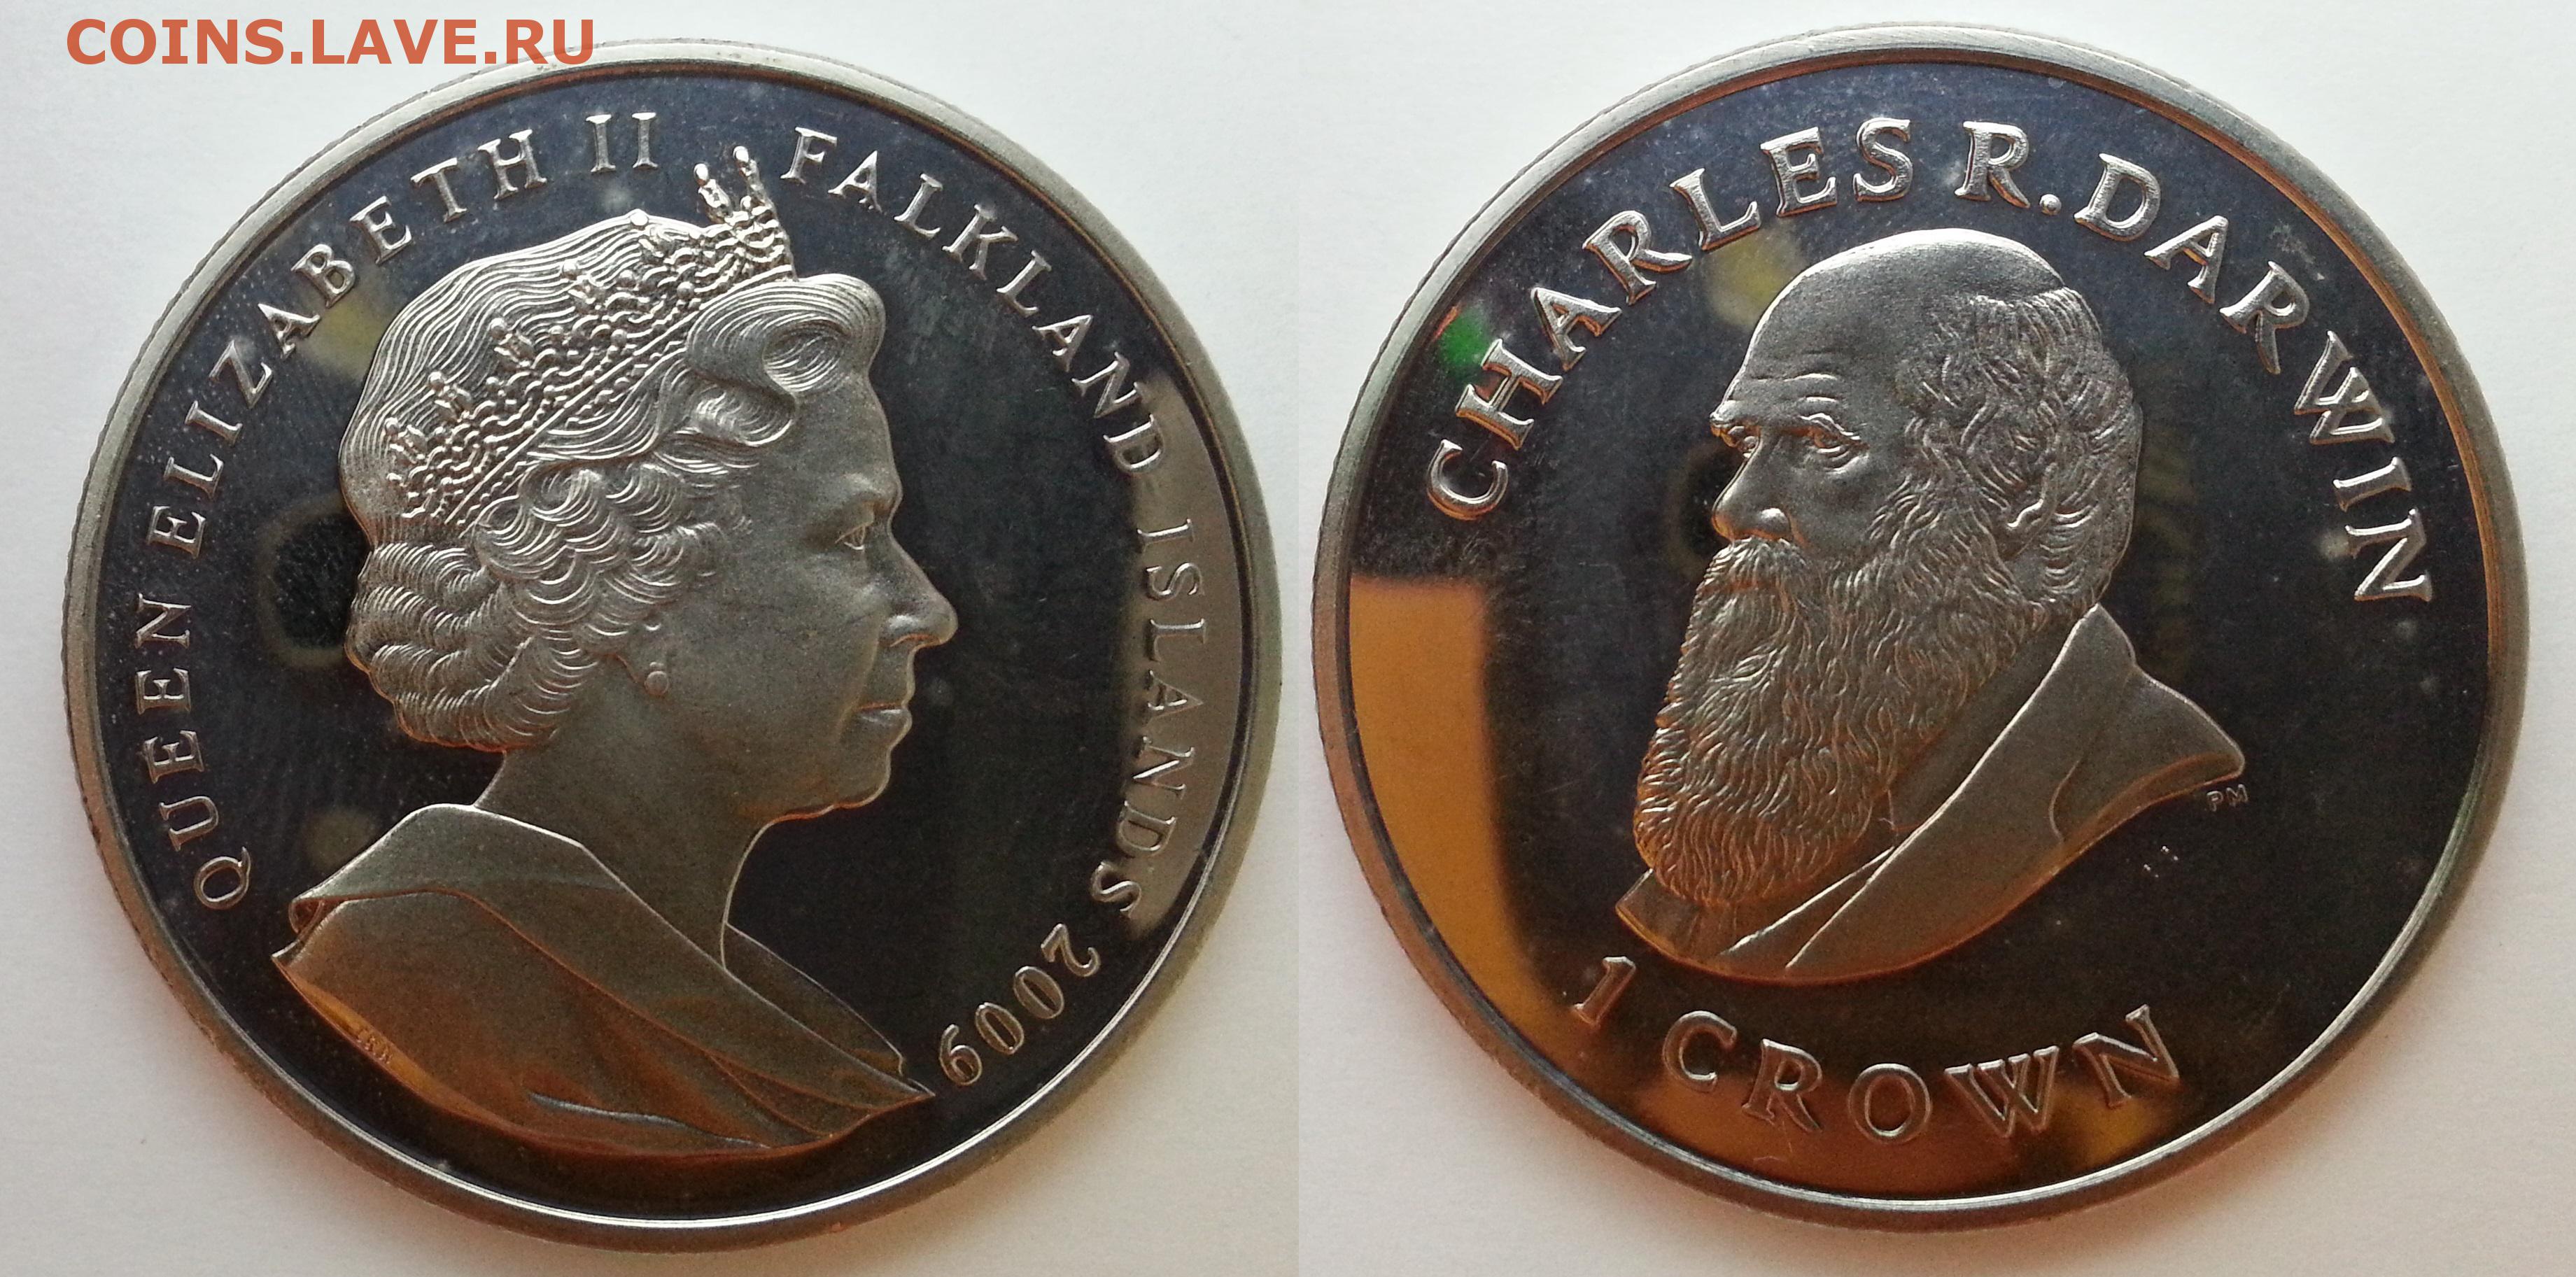 COINS.LAVE.RU
QUEEN ELIZABETH II FALKLAND ISLANDS 2009
CHARLES R. DARWIN
PM
1 CROWN